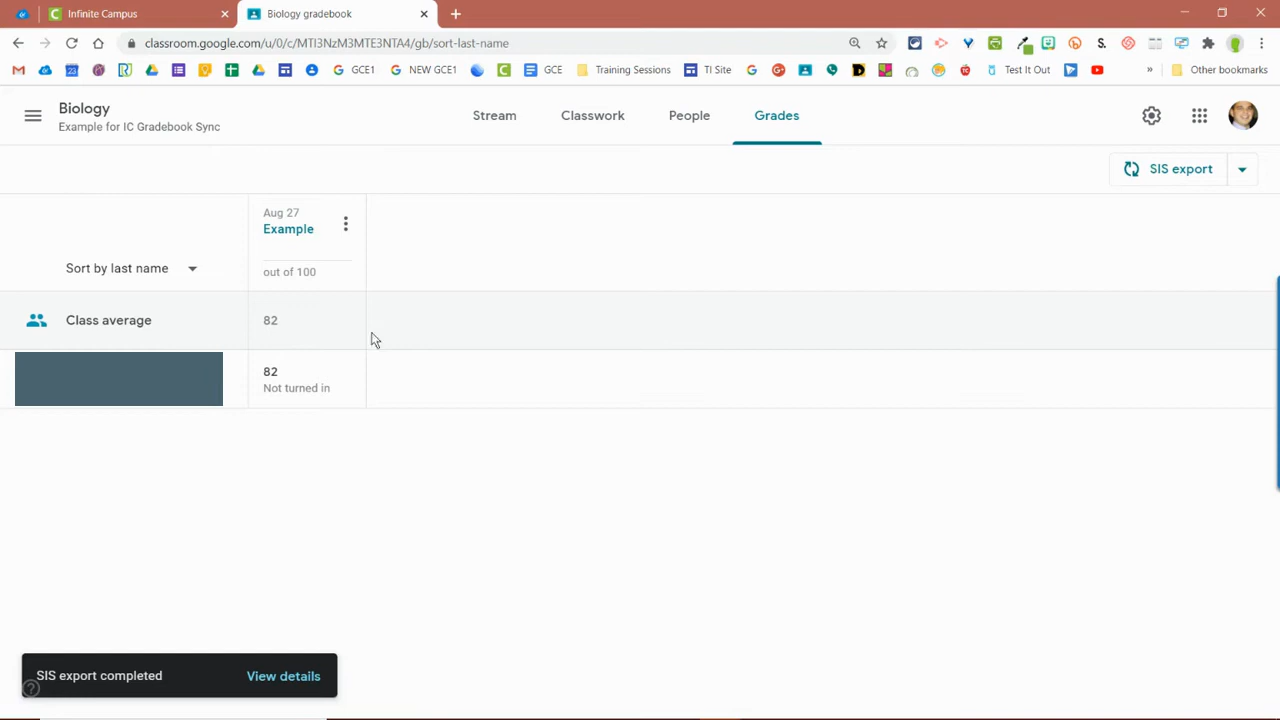 Infinite Campus
Biology gradebook
classroom.google.com/u/0/c/MTI3NzM3MTE3NTA4/gb/sort-last-name
GCE1
NEW GCE1
GCE
Training Sessions
TI Site
Test It Out
»
Other bookmarks
Biology
Example for IC Gradebook Sync
Stream
Classwork
People
Grades
SIS export
Aug 27
Example
Sort by last name
out of 100
Class average
82
82
Not turned in
SIS export completed
View details